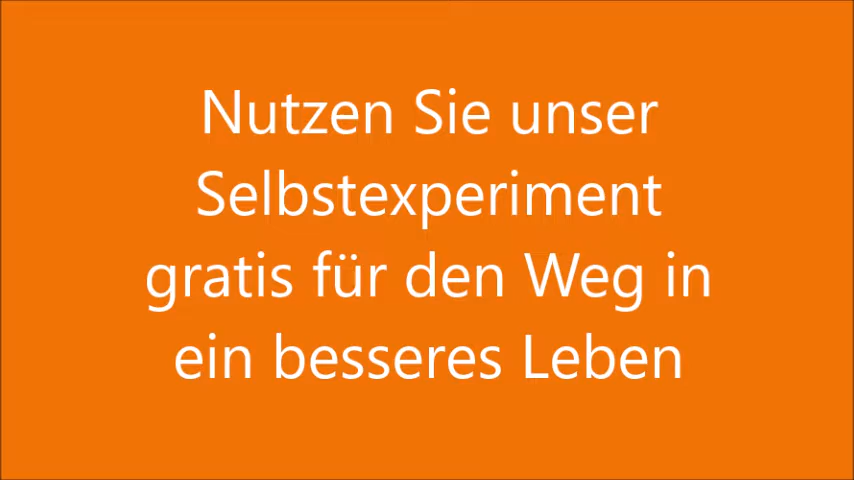 Nutzen Sie unser
Selbstexperiment
gratis für den Weg in
ein besseres Leben